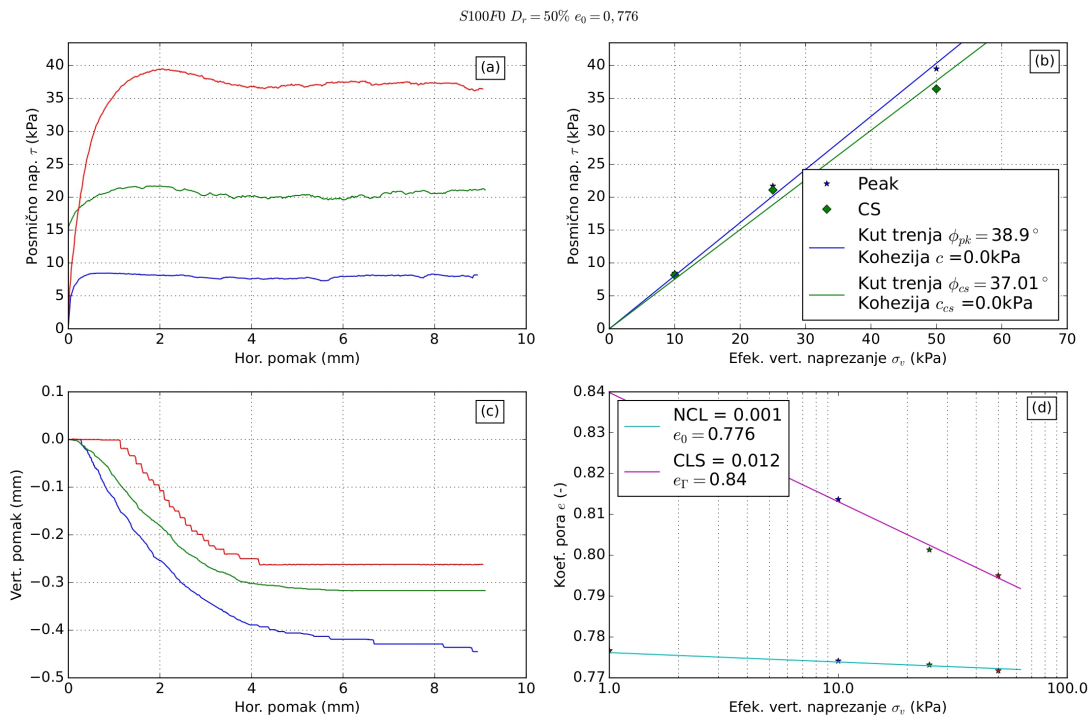 S100F0 D_r = 50% e_0 = 0,776
(a)
Posmično nap. τ (kPa)
40
35
30
25
20
15
10
5
0
0 2 4 6 8 10
Hor. pomak (mm)
(b)
Posmično nap. τ (kPa)
40
35
30
25
20
15
10
5
0
Peak
CS
Kut trenja ϕ_pk = 38.9°
Kohezija c =0.0kPa
Kut trenja ϕ_cs = 37.01°
Kohezija c_cs =0.0kPa
0 10 20 30 40 50 60 70
Efek. vert. naprezanje σ_v (kPa)
(c)
Vert. pomak (mm)
0.1
0.0
−0.1
−0.2
−0.3
−0.4
−0.5
0 2 4 6 8 10
Hor. pomak (mm)
(d)
Koef. pora e (-)
0.84
0.83
0.82
0.81
0.80
0.79
0.78
0.77
NCL = 0.001
e_0 = 0.776
CLS = 0.012
e_Γ = 0.84
1.0 10.0 100.0
Efek. vert. naprezanje σ_v (kPa)